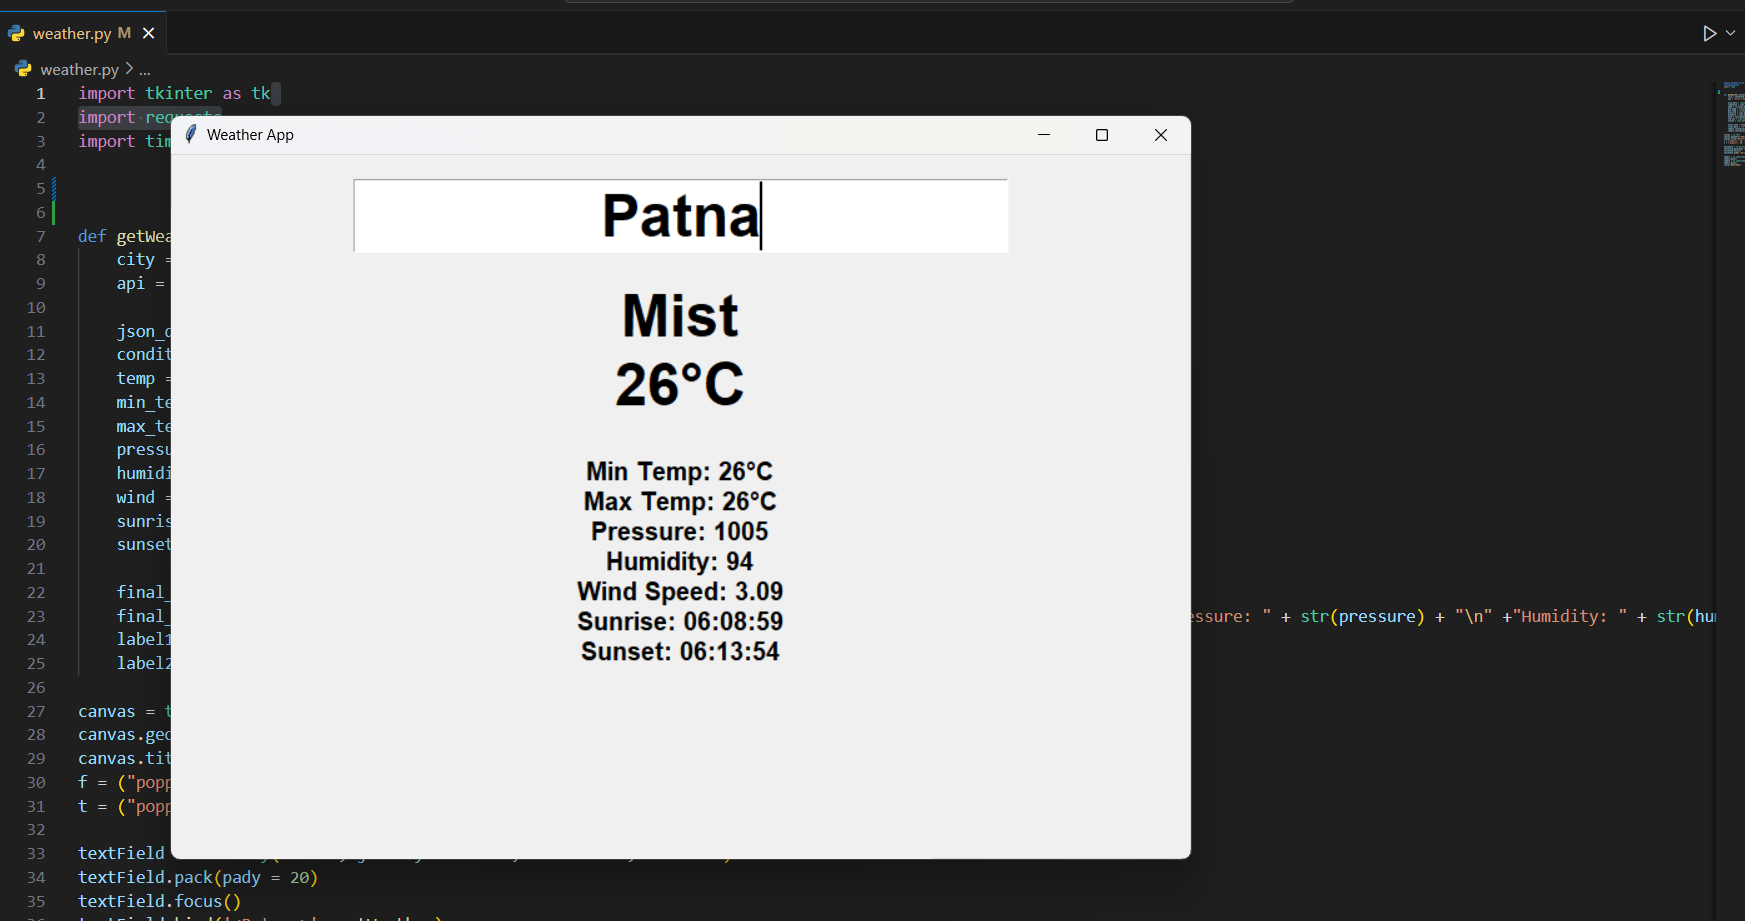 weather.py M
weather.py > ...
1 import tkinter as tk
2 import requests
3 import tim
4
5
6
7 def getWea
8 city =
9 api =
10
11 json_d
12 condit
13 temp =
14 min_te
15 max_te
16 pressu
17 humidi
18 wind =
19 sunris
20 sunset
21
22 final_
23 final_ essure: " + str(pressure) + "\n" +"Humidity: " + str(hu
24 label1
25 label2
26
27 canvas = t
28 canvas.geo
29 canvas.tit
30 f = ("popp
31 t = ("popp
32
33 textField
34 textField.pack(pady = 20)
35 textField.focus()
Weather App
Patna
Mist
26°C
Min Temp: 26°C
Max Temp: 26°C
Pressure: 1005
Humidity: 94
Wind Speed: 3.09
Sunrise: 06:08:59
Sunset: 06:13:54